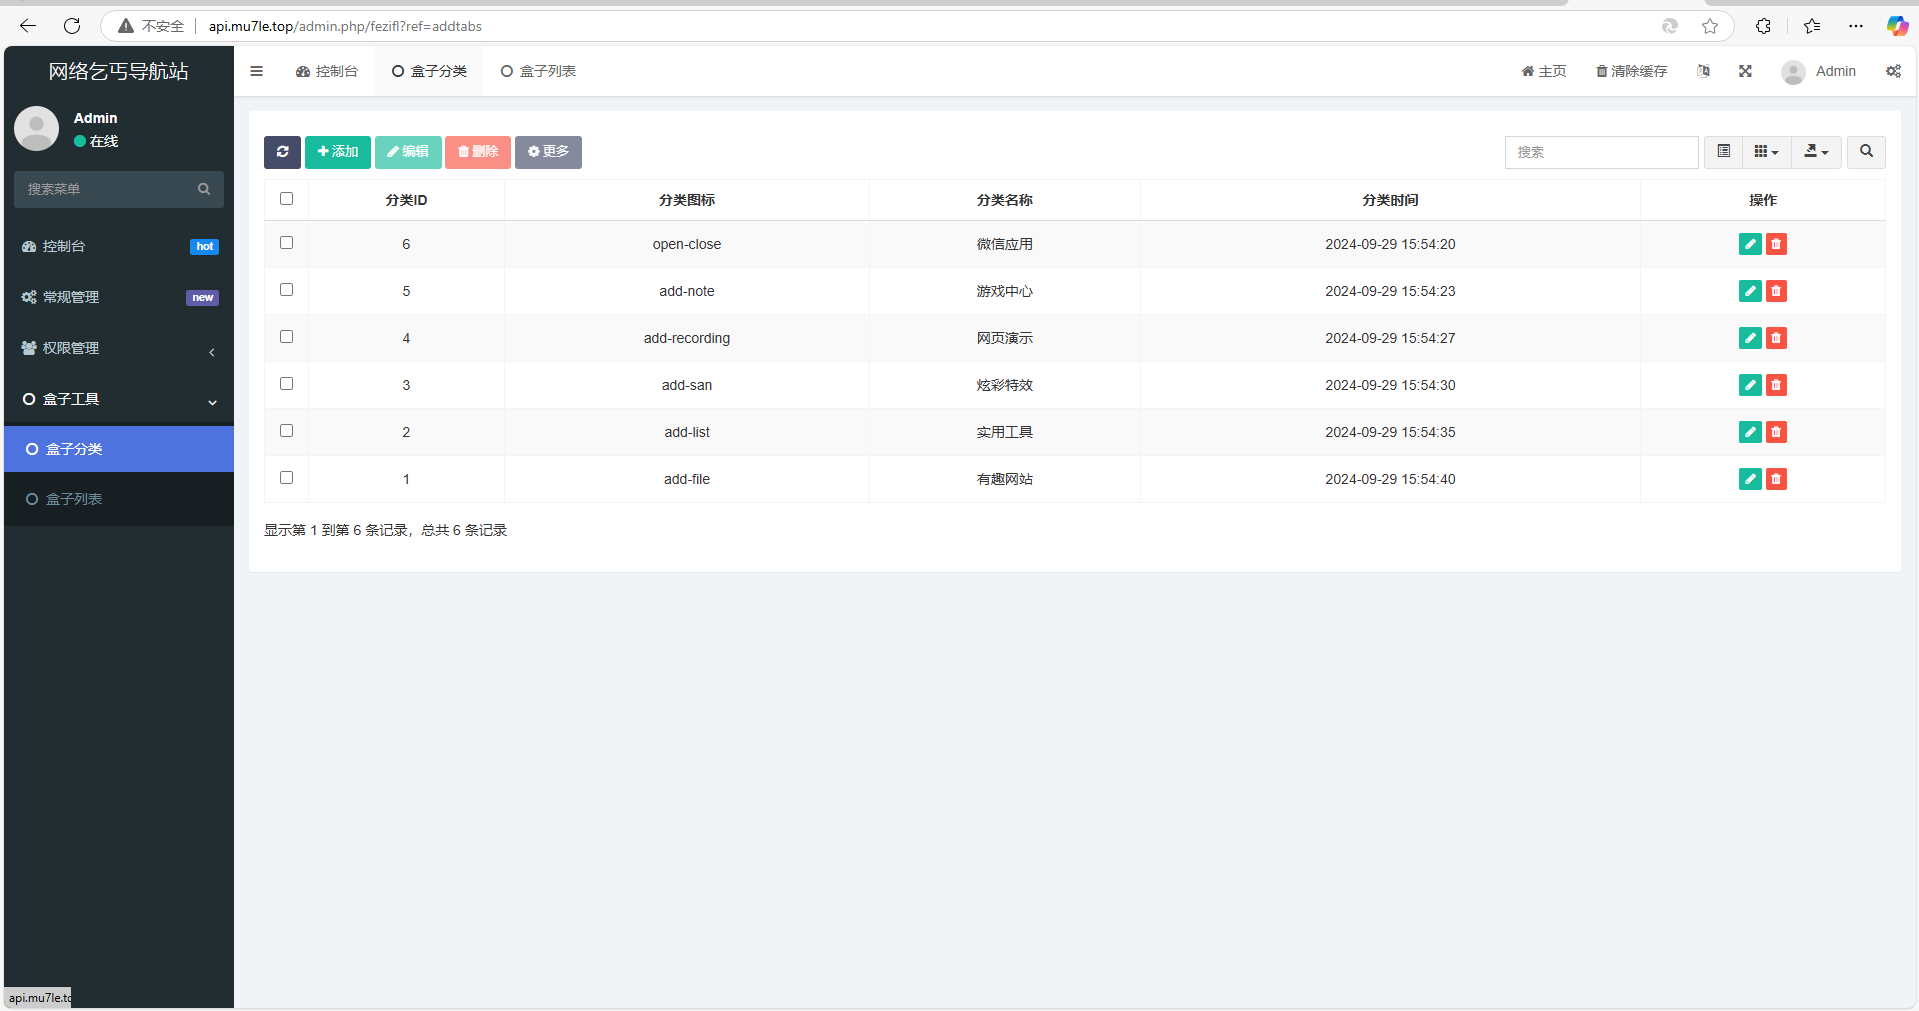 不安全 api.mu7le.top/admin.php/fezifl?ref=addtabs
网络乞丐导航站
控制台 盒子分类 盒子列表
主页 清除缓存 Admin
Admin
在线
搜索菜单
控制台 hot
常规管理 new
权限管理
盒子工具
盒子分类
盒子列表
添加 编辑 删除 更多
搜索
分类ID 分类图标 分类名称 分类时间 操作
6 open-close 微信应用 2024-09-29 15:54:20
5 add-note 游戏中心 2024-09-29 15:54:23
4 add-recording 网页演示 2024-09-29 15:54:27
3 add-san 炫彩特效 2024-09-29 15:54:30
2 add-list 实用工具 2024-09-29 15:54:35
1 add-file 有趣网站 2024-09-29 15:54:40
显示第 1 到第 6 条记录，总共 6 条记录
api.mu7le.to